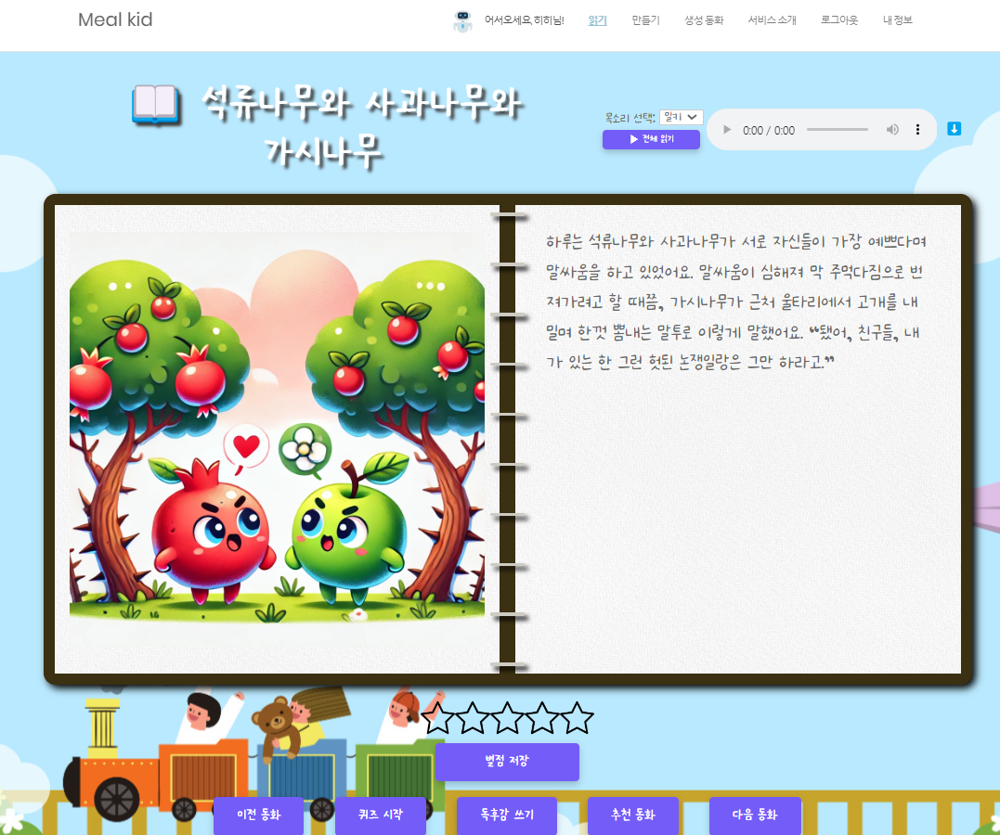 Meal kid
어서오세요, 히히님!
읽기
만들기
생성 동화
서비스 소개
로그아웃
내 정보
석류나무와 사과나무와
가시나무
목소리 선택:
말키
▶ 전체 읽기
0:00 / 0:00
하루는 석류나무와 사과나무가 서로 자신들이 가장 예쁘다며
말싸움을 하고 있었어요. 말싸움이 심해져 막 주먹다짐으로 번
져가려고 할 때쯤, 가시나무가 근처 울타리에서 고개를 내
밀며 한껏 뽐내는 말투로 이렇게 말했어요. “됐어, 친구들, 내
가 있는 한 그런 헛된 논쟁일랑은 그만 하라고.”
별점 저장
이전 동화
퀴즈 시작
독후감 쓰기
추천 동화
다음 동화